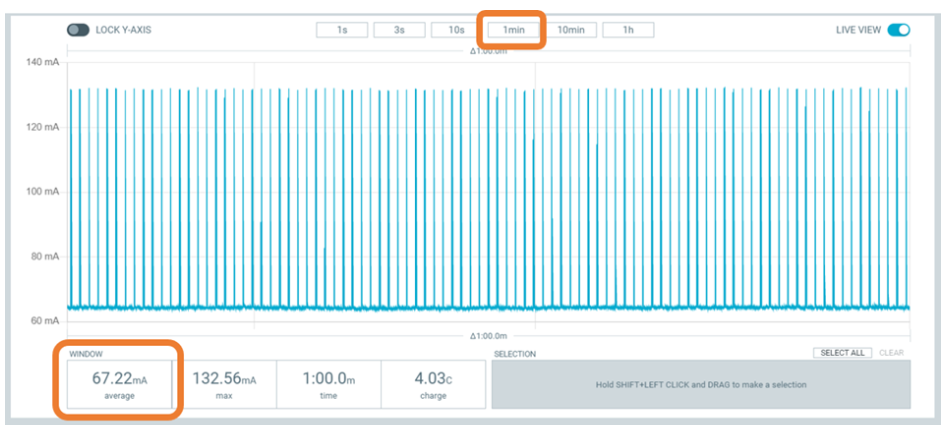 LOCK Y-AXIS 1s 3s 10s 1min 10min 1h LIVE VIEW
Δ1:00.0m
140 mA
120 mA
100 mA
80 mA
60 mA
Δ1:00.0m
WINDOW SELECTION SELECT ALL CLEAR
67.22mA 132.56mA 1:00.0m 4.03C
average max time charge
Hold SHIFT+LEFT CLICK and DRAG to make a selection